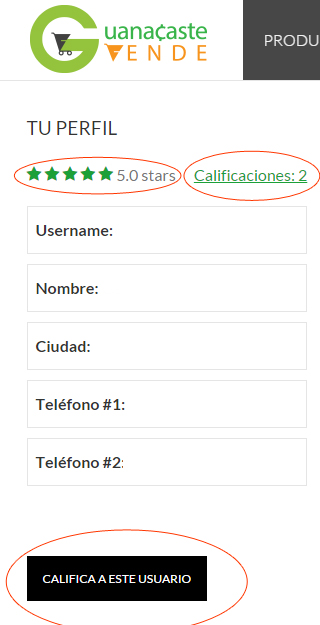 Guanacaste
VENDE
PRODU
TU PERFIL
5.0 stars Calificaciones: 2
Username:
Nombre:
Ciudad:
Teléfono #1:
Teléfono #2:
CALIFICA A ESTE USUARIO